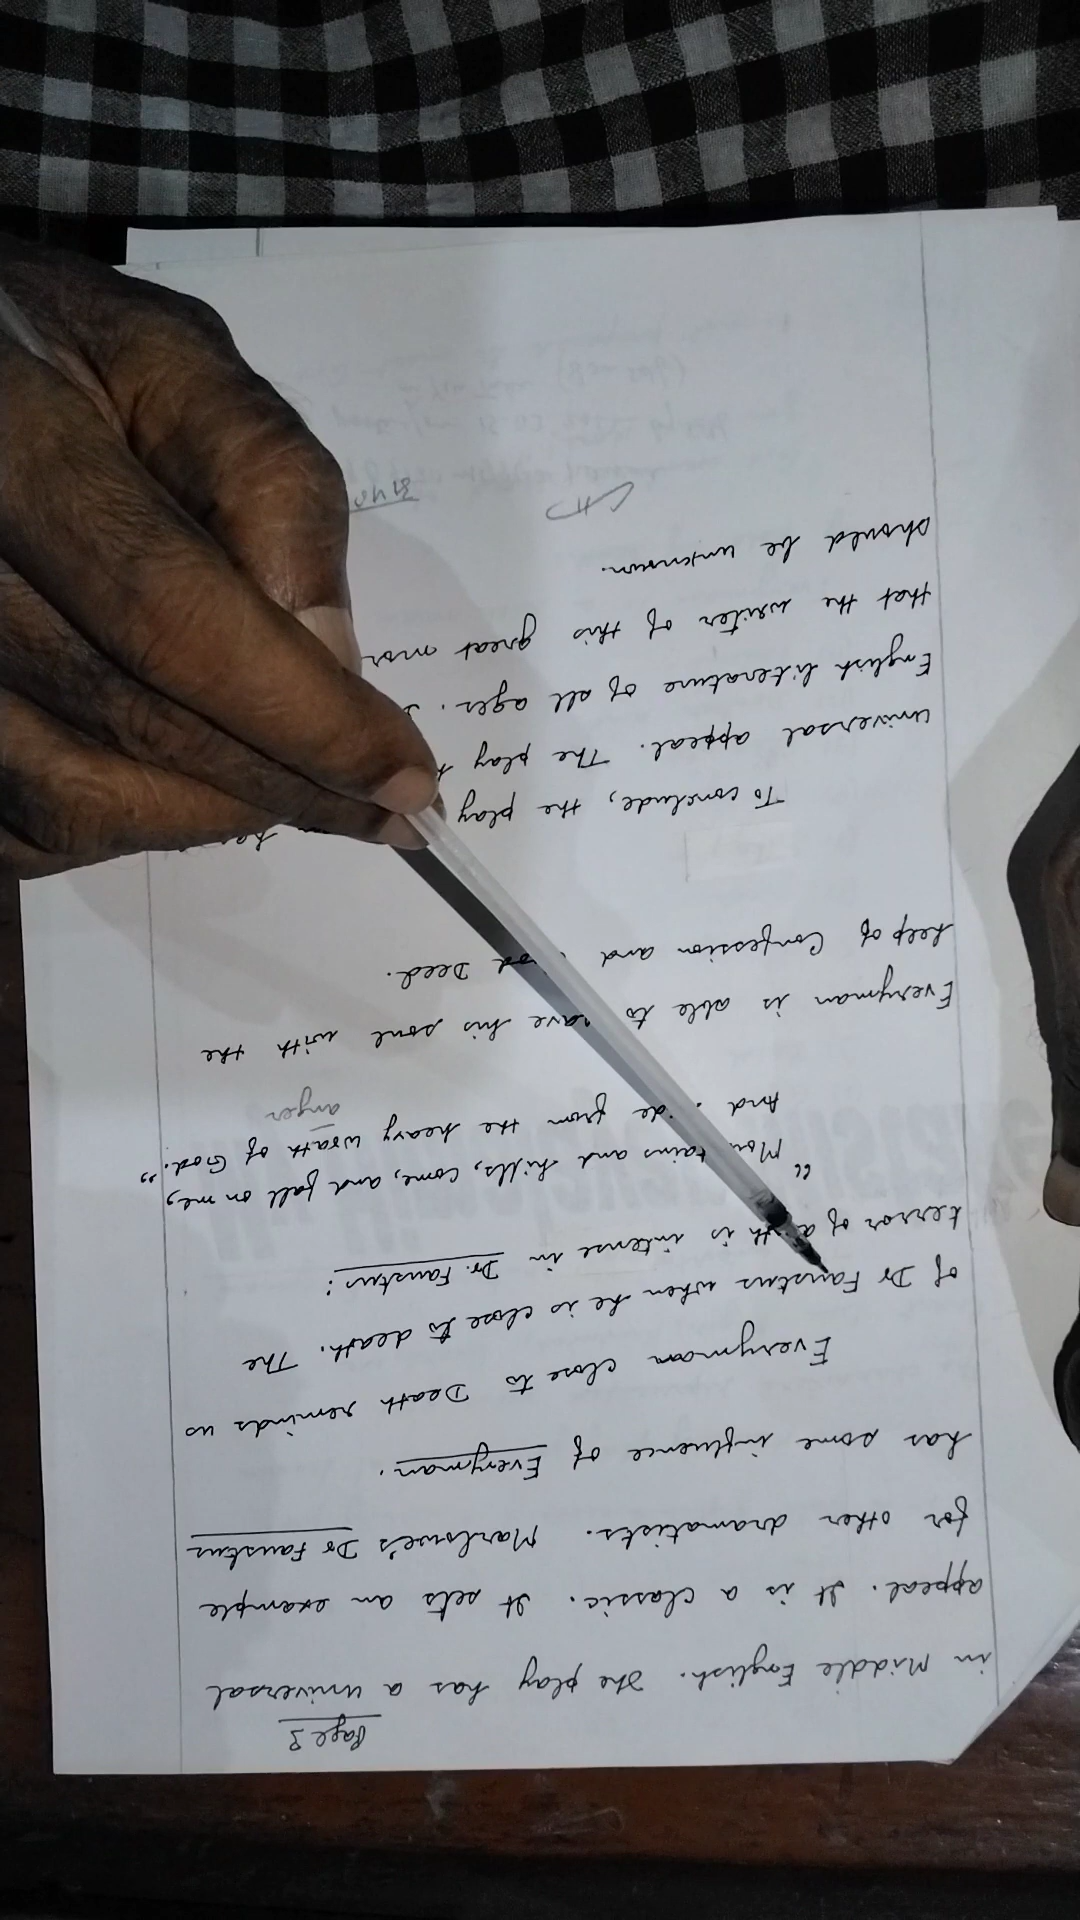 Page 3
in Middle English. The play has a universal
appeal. It is a classic. It sets an example
for other dramatists. Marlowe's Dr Faustus
has some influence of Everyman.
Everyman close to Death reminds us
of Dr Faustus when he is close to death. The
terror of is intense in Dr. Faustus:
"Mountains and hills, come, and fall on me,
And from the heavy wrath of God."
anger
Everyman is able to save his soul with the
help of Confession and Deed.
To conclude, the play has
universal appeal. The play
English literature of all ages.
that the writer of this great
should be unknown.